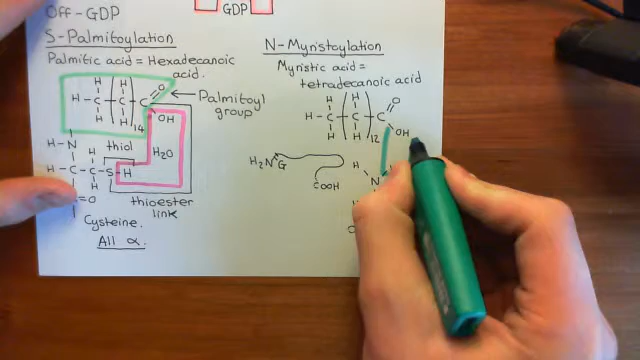 Off-GDP
GDP
S-Palmitoylation
Palmitic acid = Hexadecanoic
acid.
H H O
H-C-C-C
H H 14 OH
Palmitoyl
group
H-N
H thiol
H-C-C-S-H
H
H₂O
=O
thioester
link
Cysteine.
All α.
N-Myristoylation
Myristic acid =
tetradecanoic acid
H H O
H-C-C-C
H H 12 OH
H₂N G
COOH
H
N